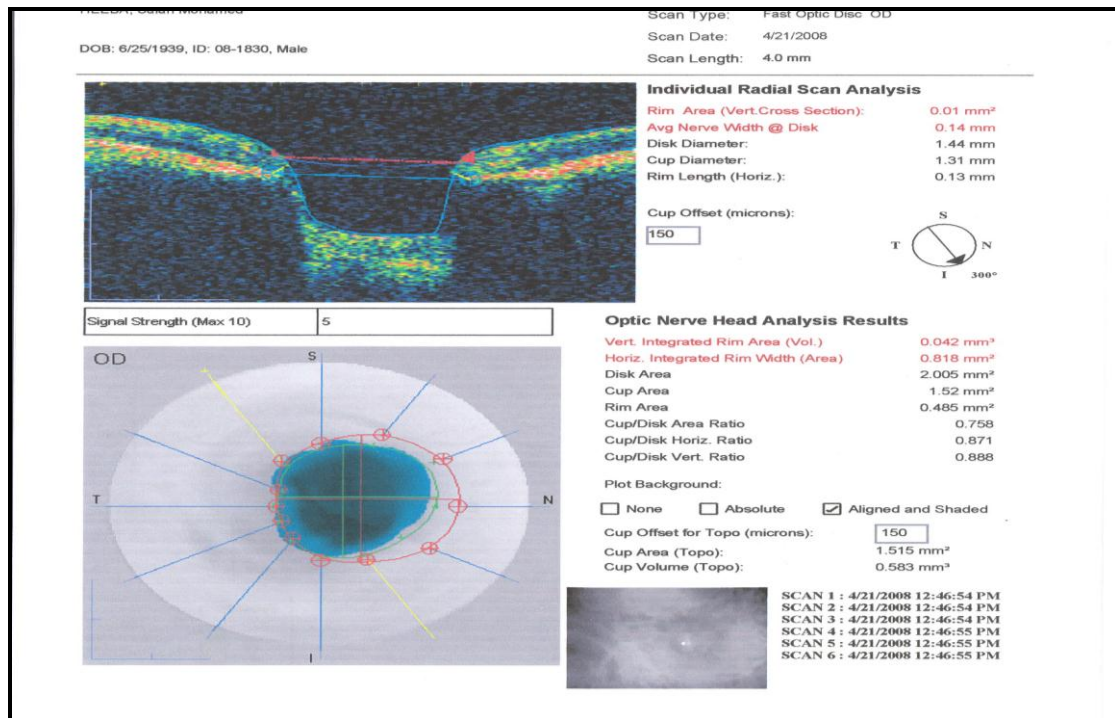 Scan Type: Fast Optic Disc OD
DOB: 6/25/1939, ID: 08-1830, Male
Scan Date: 4/21/2008
Scan Length: 4.0 mm
Individual Radial Scan Analysis
Rim Area (Vert.Cross Section): 0.01 mm²
Avg Nerve Width @ Disk 0.14 mm
Disk Diameter: 1.44 mm
Cup Diameter: 1.31 mm
Rim Length (Horiz.): 0.13 mm
Cup Offset (microns):
150
S
T N
I 300°
Signal Strength (Max 10) 5
Optic Nerve Head Analysis Results
Vert. Integrated Rim Area (Vol.) 0.042 mm³
Horiz. Integrated Rim Width (Area) 0.818 mm²
Disk Area 2.005 mm²
Cup Area 1.52 mm²
Rim Area 0.485 mm²
Cup/Disk Area Ratio 0.758
Cup/Disk Horiz. Ratio 0.871
Cup/Disk Vert. Ratio 0.888
Plot Background:
None Absolute Aligned and Shaded
Cup Offset for Topo (microns): 150
Cup Area (Topo): 1.515 mm²
Cup Volume (Topo): 0.583 mm³
OD
S
T N
I
SCAN 1 : 4/21/2008 12:46:54 PM
SCAN 2 : 4/21/2008 12:46:54 PM
SCAN 3 : 4/21/2008 12:46:54 PM
SCAN 4 : 4/21/2008 12:46:55 PM
SCAN 5 : 4/21/2008 12:46:55 PM
SCAN 6 : 4/21/2008 12:46:55 PM